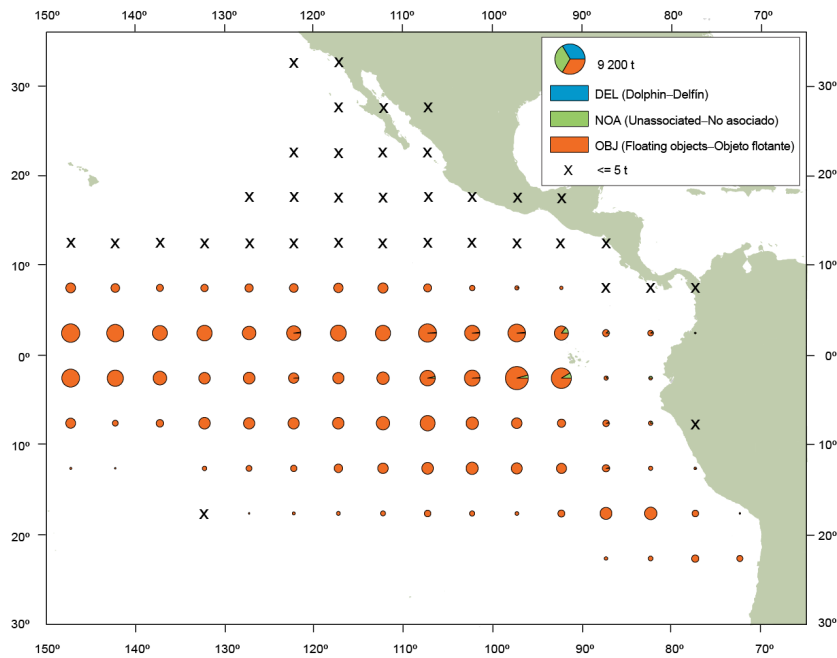 150º 140º 130º 120º 110º 100º 90º 80º 70º
9 200 t
DEL (Dolphin–Delfín)
NOA (Unassociated–No asociado)
OBJ (Floating objects–Objeto flotante)
X <= 5 t
30º 30º
20º 20º
10º 10º
0º 0º
10º 10º
20º 20º
30º 30º
150º 140º 130º 120º 110º 100º 90º 80º 70º